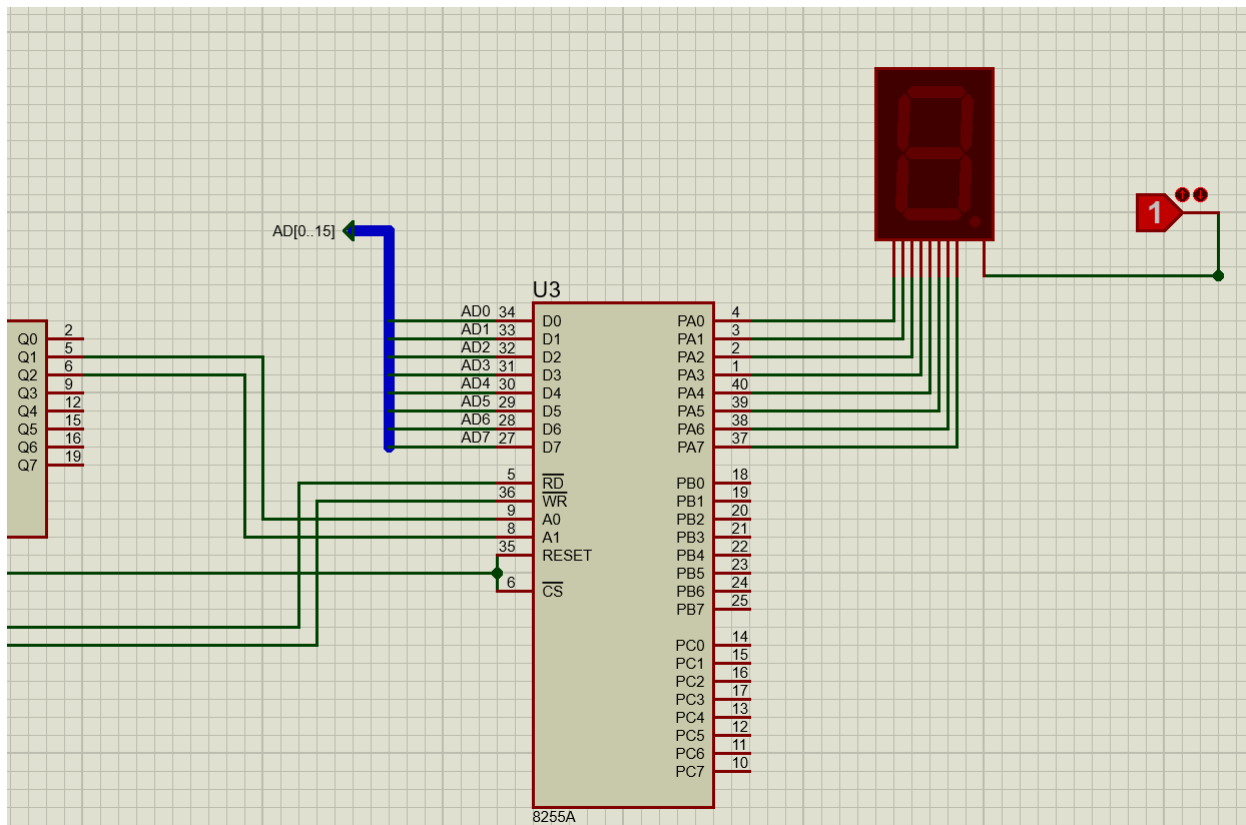 1
AD[0..15]
U3
Q0 2
Q1 5
Q2 6
Q3 9
Q4 12
Q5 15
Q6 16
Q7 19
AD0 34 D0
AD1 33 D1
AD2 32 D2
AD3 31 D3
AD4 30 D4
AD5 29 D5
AD6 28 D6
AD7 27 D7
5 RD
36 WR
9 A0
8 A1
35 RESET
6 CS
PA0 4
PA1 3
PA2 2
PA3 1
PA4 40
PA5 39
PA6 38
PA7 37
PB0 18
PB1 19
PB2 20
PB3 21
PB4 22
PB5 23
PB6 24
PB7 25
PC0 14
PC1 15
PC2 16
PC3 17
PC4 13
PC5 12
PC6 11
PC7 10
8255A